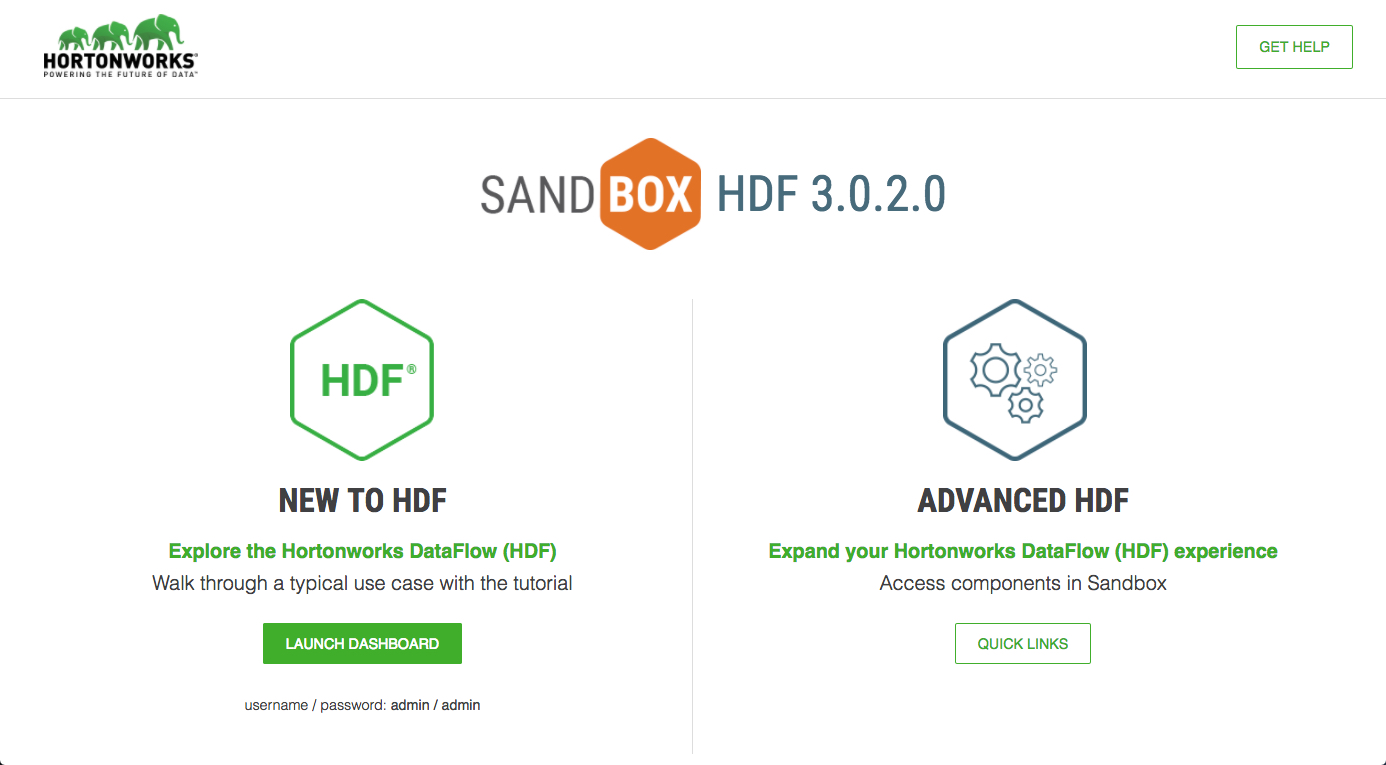 HORTONWORKS®
POWERING THE FUTURE OF DATA™
GET HELP
SANDBOX HDF 3.0.2.0
HDF®
NEW TO HDF
Explore the Hortonworks DataFlow (HDF)
Walk through a typical use case with the tutorial
LAUNCH DASHBOARD
username / password: admin / admin
ADVANCED HDF
Expand your Hortonworks DataFlow (HDF) experience
Access components in Sandbox
QUICK LINKS